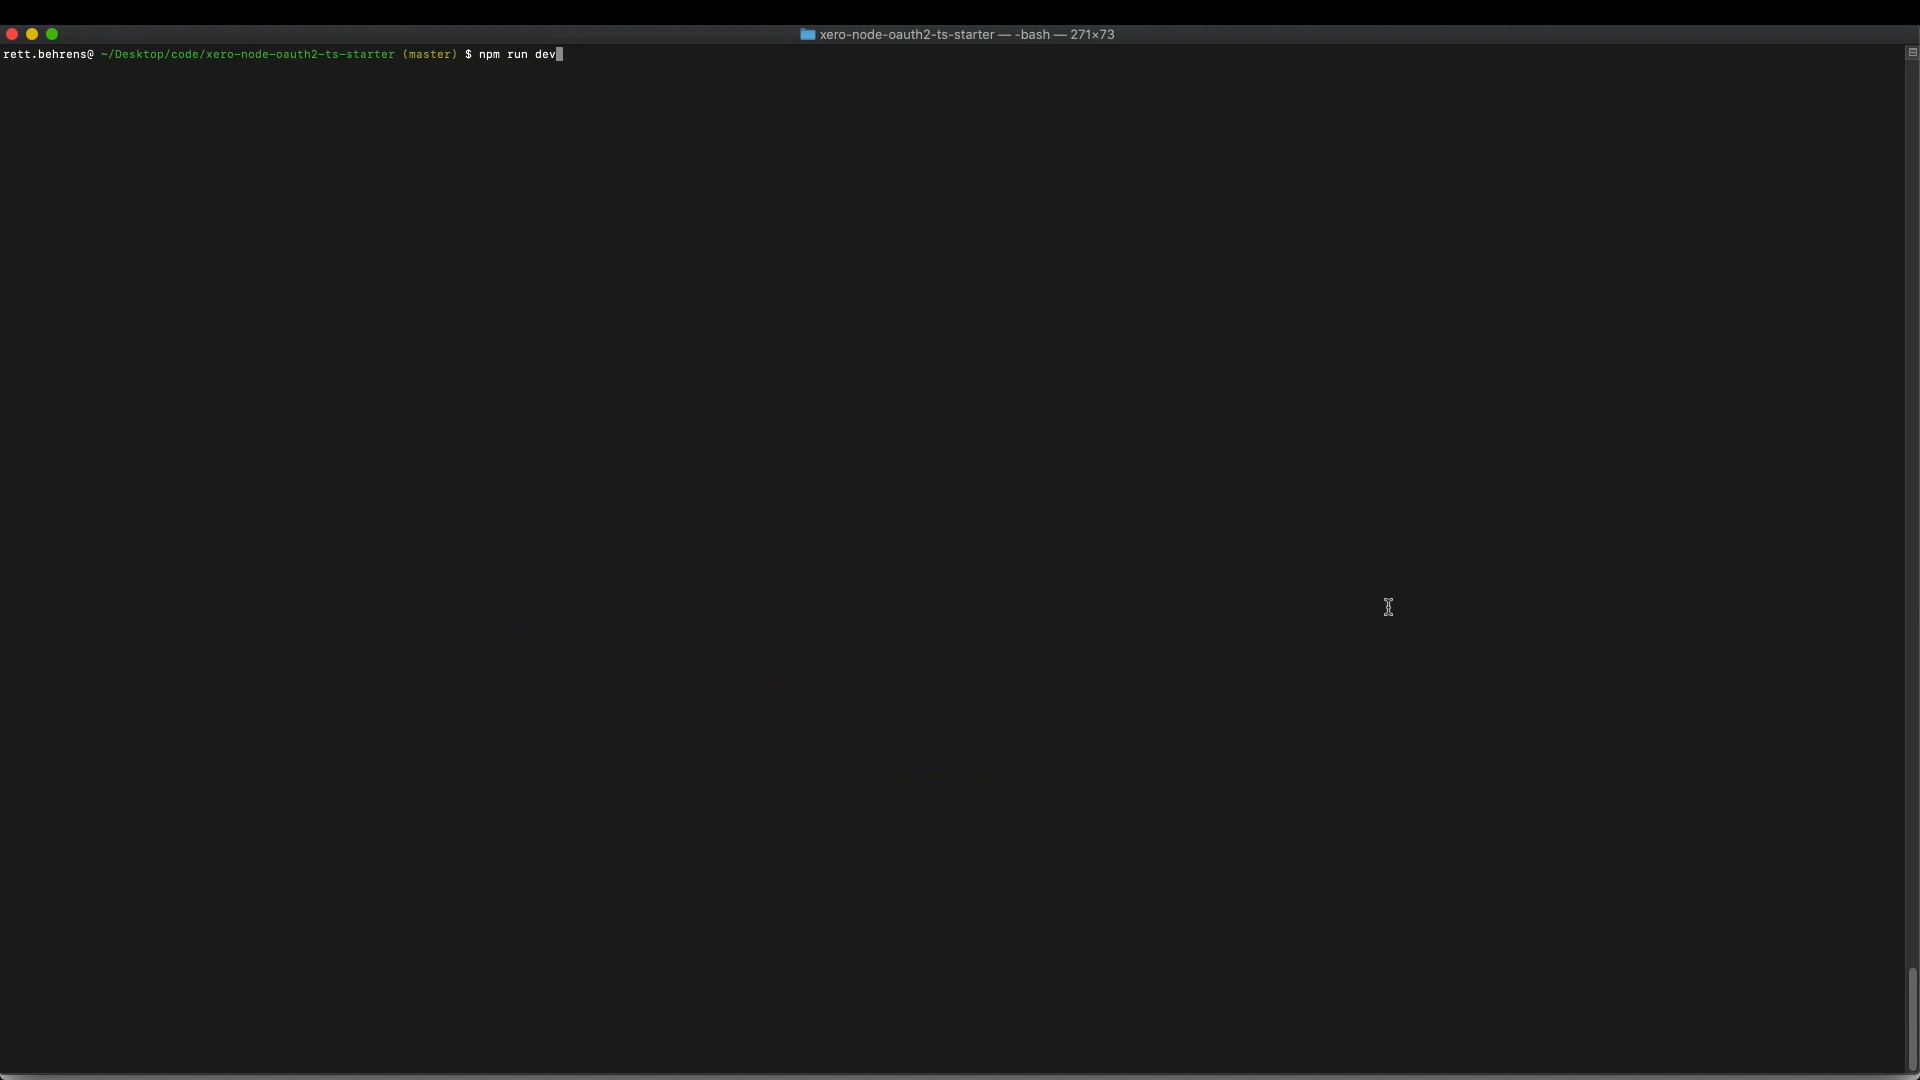 xero-node-oauth2-ts-starter — -bash — 271×73
rett.behrens@ ~/Desktop/code/xero-node-oauth2-ts-starter (master) $ npm run dev